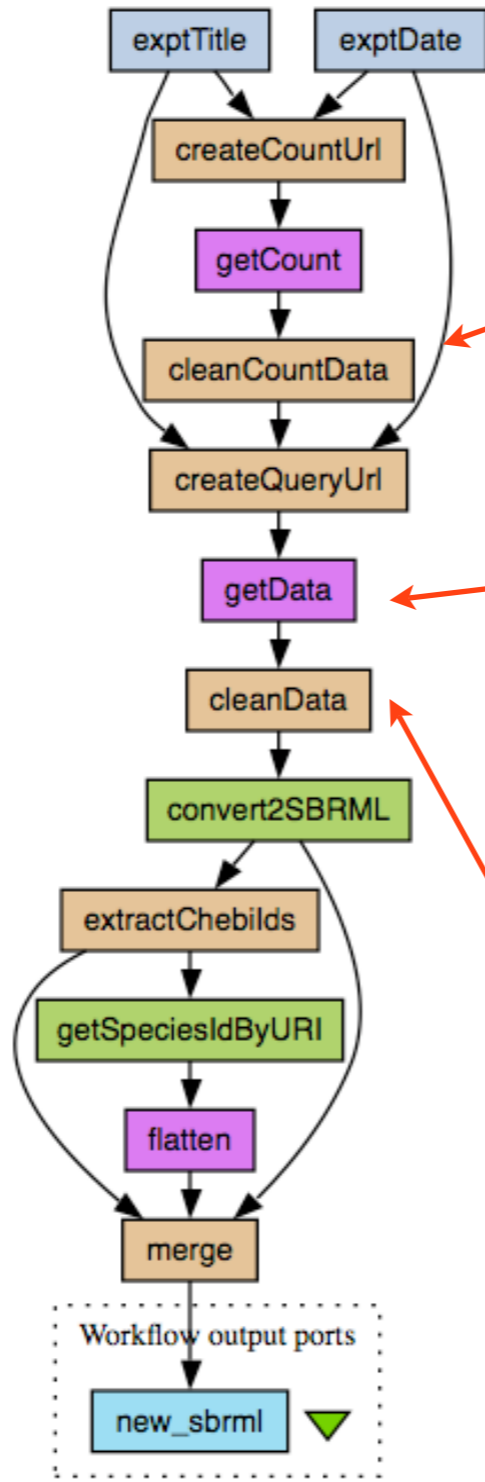 exptTitle exptDate
createCountUrl
getCount
cleanCountData
createQueryUrl
getData
cleanData
convert2SBRML
extractChebiIds
getSpeciesIdByURI
flatten
merge
Workflow output ports
new_sbrml